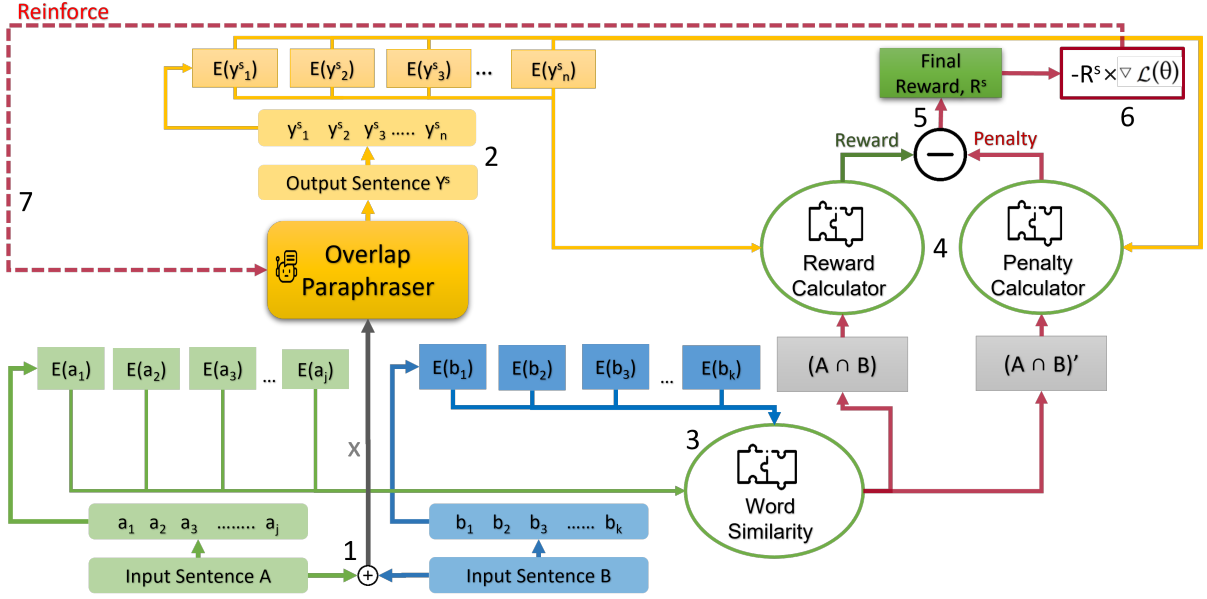 Reinforce
E(yˢ₁) E(yˢ₂) E(yˢ₃) ... E(yˢₙ)
Final
Reward, Rˢ
-Rˢ × ▽ ℒ(θ)
5
6
yˢ₁ yˢ₂ yˢ₃ ..... yˢₙ
2
Reward
Penalty
−
Output Sentence Yˢ
7
Overlap
Paraphraser
Reward
Calculator
4
Penalty
Calculator
E(a₁) E(a₂) E(a₃) ... E(aⱼ)
E(b₁) E(b₂) E(b₃) ... E(bₖ)
(A ∩ B)
(A ∩ B)’
X
3
Word
Similarity
a₁ a₂ a₃ ........ aⱼ
b₁ b₂ b₃ ...... bₖ
1
Input Sentence A
+
Input Sentence B